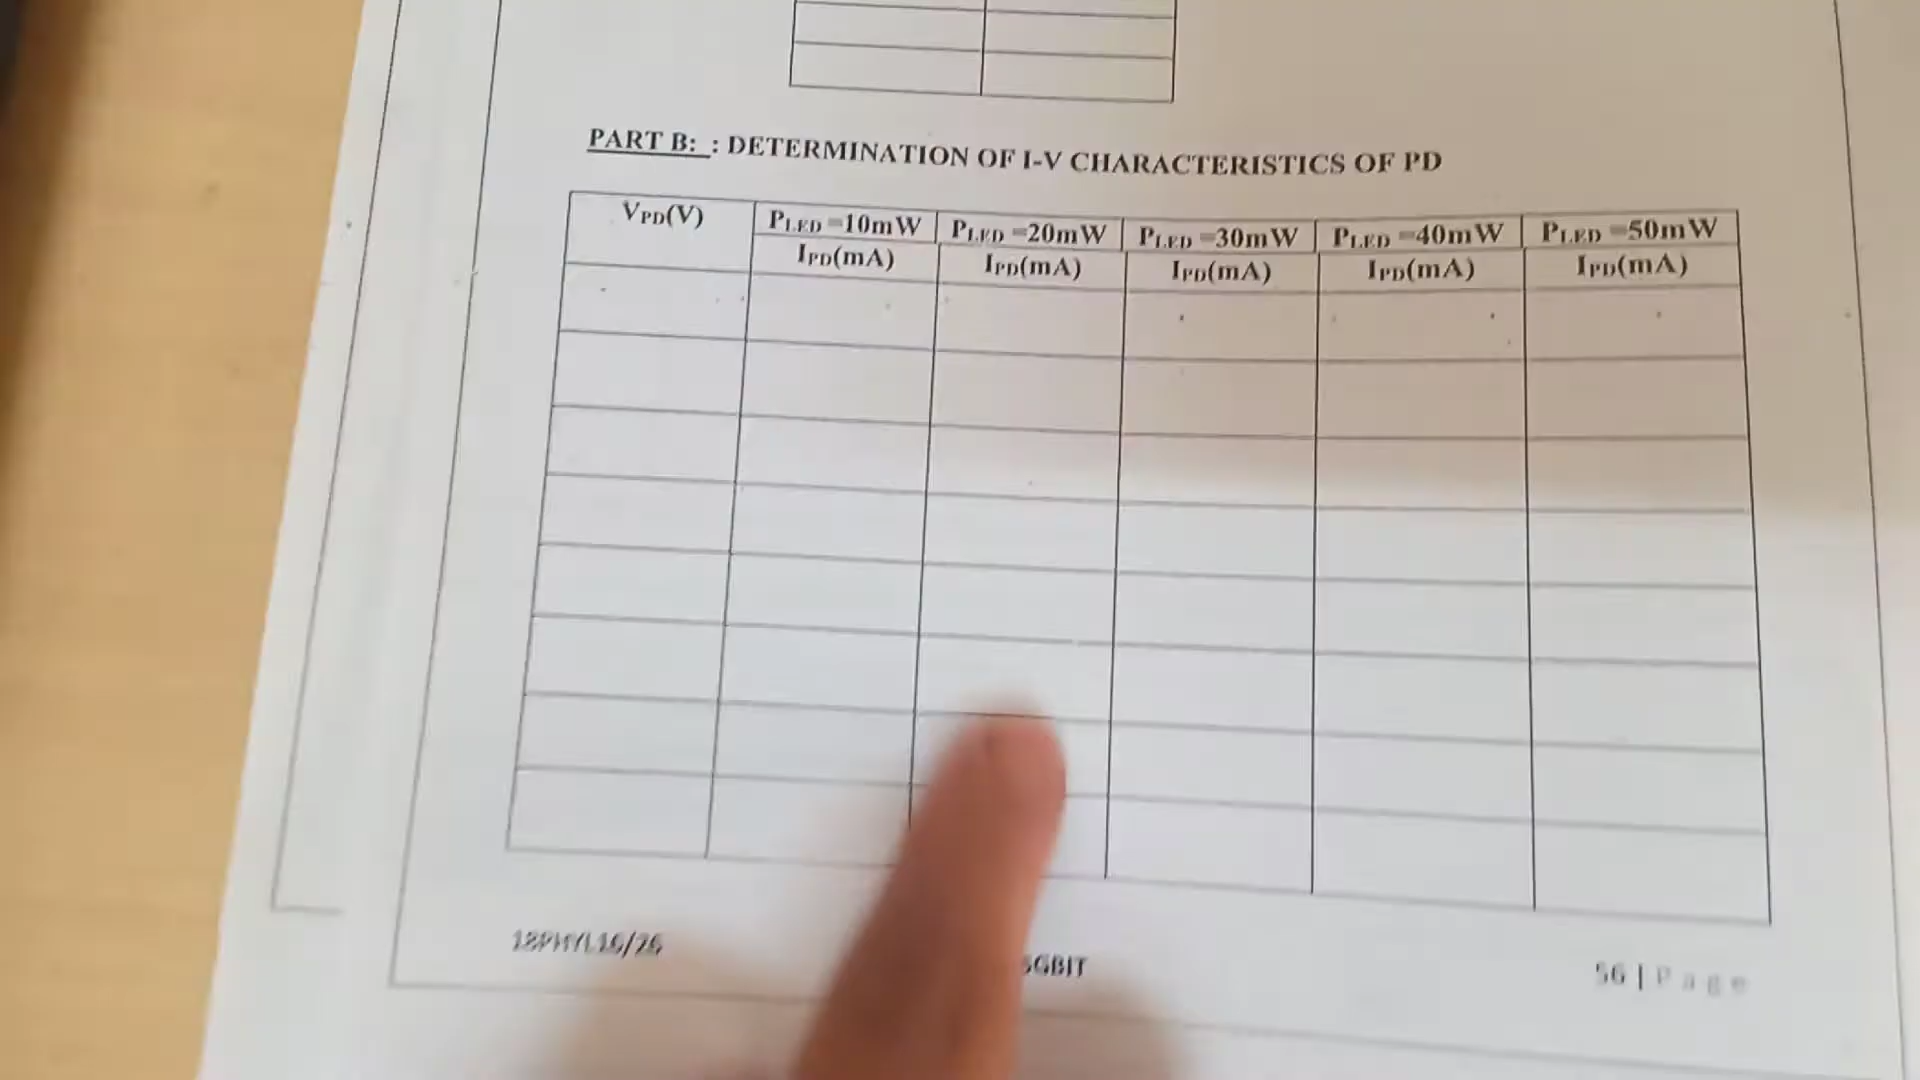 PART B: : DETERMINATION OF I-V CHARACTERISTICS OF PD
VPD(V) PLED =10mW PLED =20mW PLED =30mW PLED =40mW PLED =50mW
IPD(mA) IPD(mA) IPD(mA) IPD(mA) IPD(mA)
18PHYL16/26 SGBIT 56 | Page